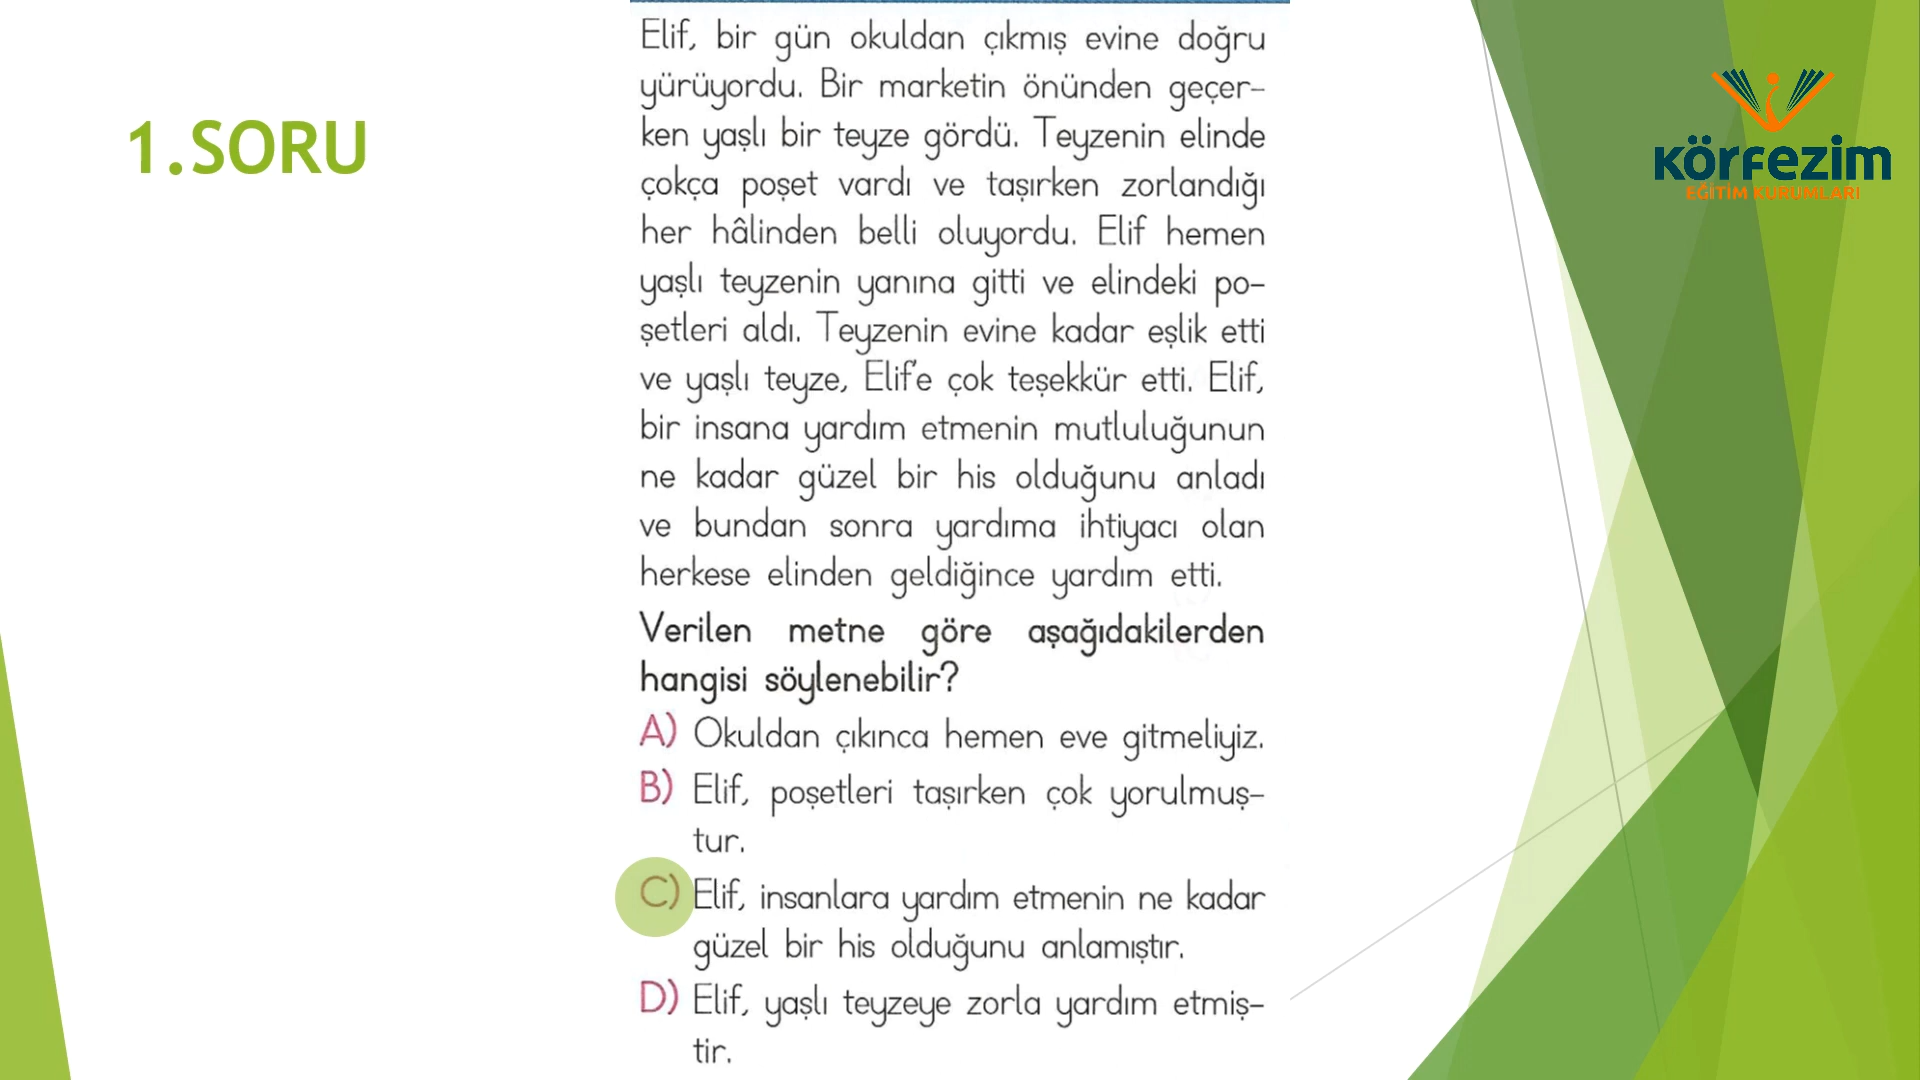 1.SORU
körfezim
EĞİTİM KURUMLARI
Elif, bir gün okuldan çıkmış evine doğru
yürüyordu. Bir marketin önünden geçer-
ken yaşlı bir teyze gördü. Teyzenin elinde
çokça poşet vardı ve taşırken zorlandığı
her hâlinden belli oluyordu. Elif hemen
yaşlı teyzenin yanına gitti ve elindeki po-
şetleri aldı. Teyzenin evine kadar eşlik etti
ve yaşlı teyze, Elif'e çok teşekkür etti. Elif,
bir insana yardım etmenin mutluluğunun
ne kadar güzel bir his olduğunu anladı
ve bundan sonra yardıma ihtiyacı olan
herkese elinden geldiğince yardım etti.
Verilen metne göre aşağıdakilerden
hangisi söylenebilir?
A) Okuldan çıkınca hemen eve gitmeliyiz.
B) Elif, poşetleri taşırken çok yorulmuş-
tur.
C) Elif, insanlara yardım etmenin ne kadar
güzel bir his olduğunu anlamıştır.
D) Elif, yaşlı teyzeye zorla yardım etmiş-
tir.